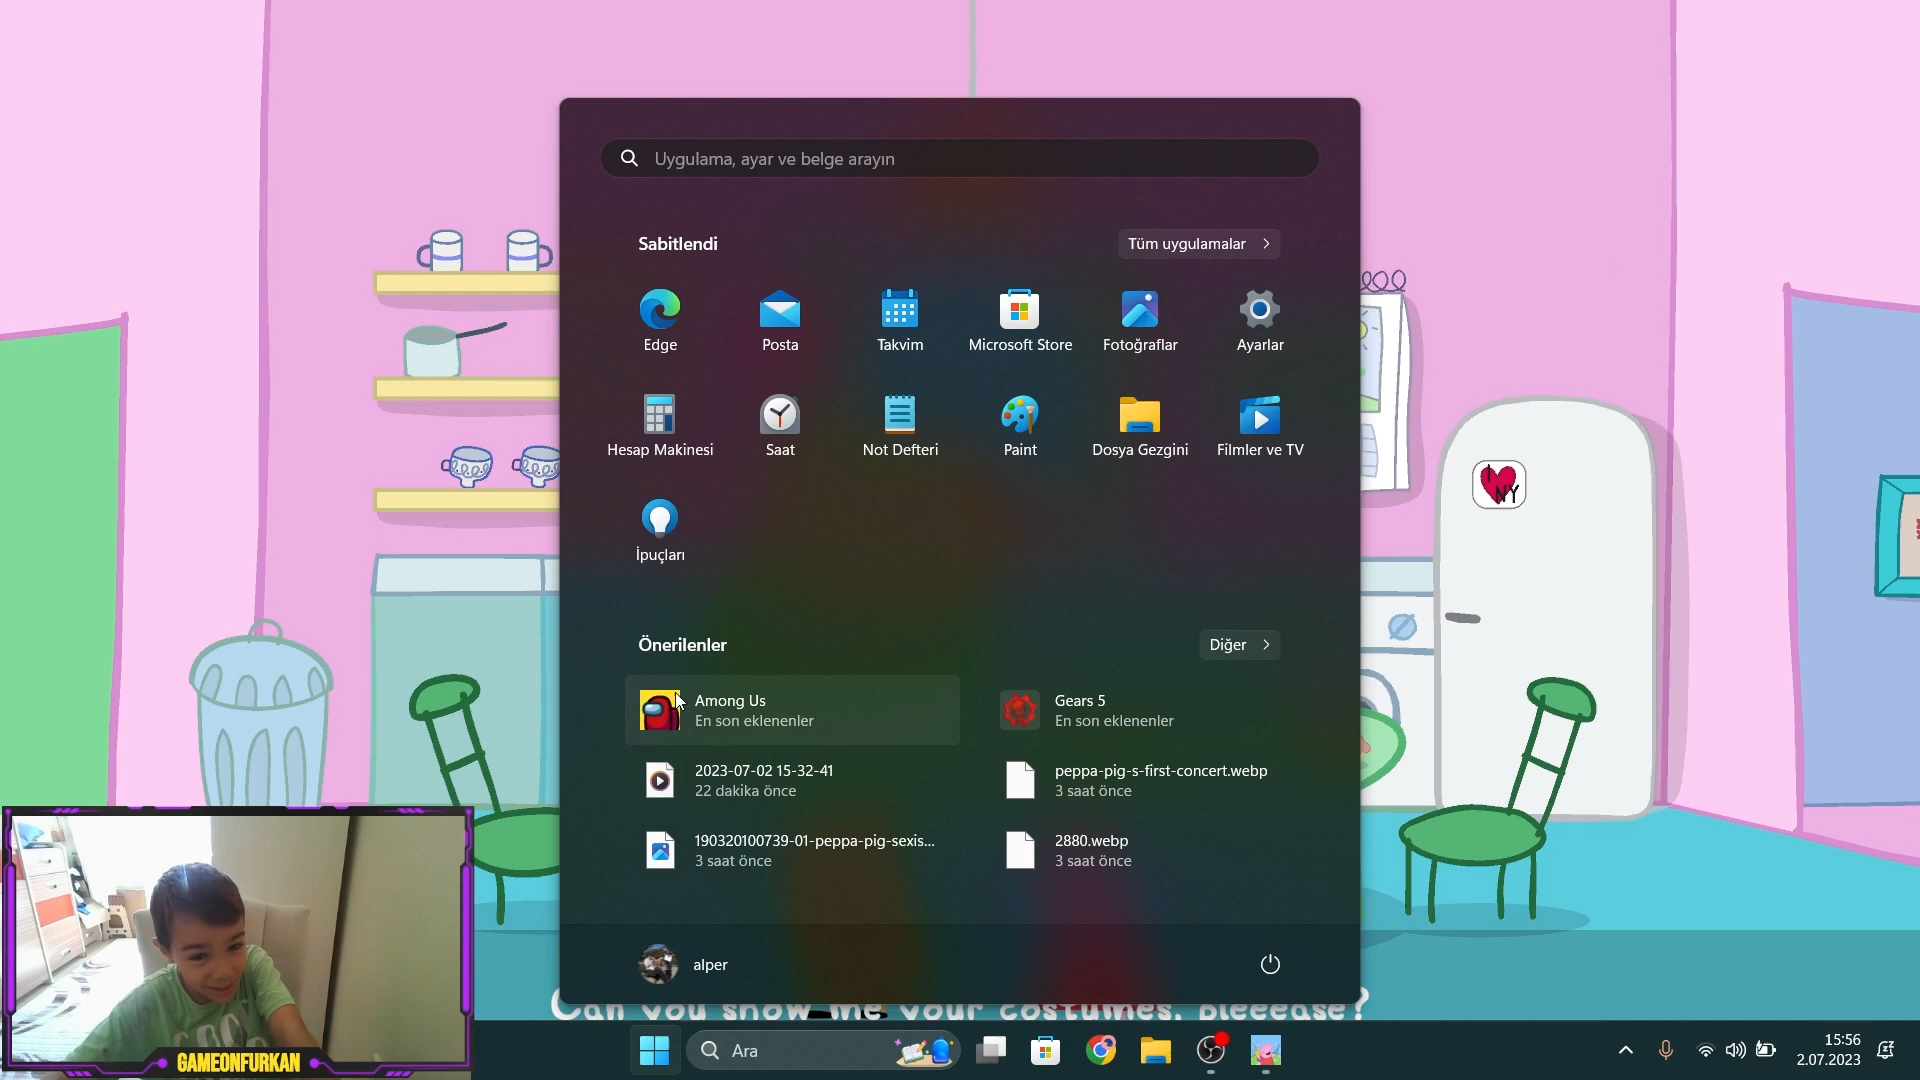 Uygulama, ayar ve belge arayın
Sabitlendi
Tüm uygulamalar
Edge
Posta
Takvim
Microsoft Store
Fotoğraflar
Ayarlar
Hesap Makinesi
Saat
Not Defteri
Paint
Dosya Gezgini
Filmler ve TV
İpuçları
I
NY
Önerilenler
Diğer
Among Us
En son eklenenler
Gears 5
En son eklenenler
2023-07-02 15-32-41
22 dakika önce
peppa-pig-s-first-concert.webp
3 saat önce
190320100739-01-peppa-pig-sexis...
3 saat önce
2880.webp
3 saat önce
alper
Can you show me your costumes, pleeease?
GAMEONFURKAN
Ara
15:56
2.07.2023